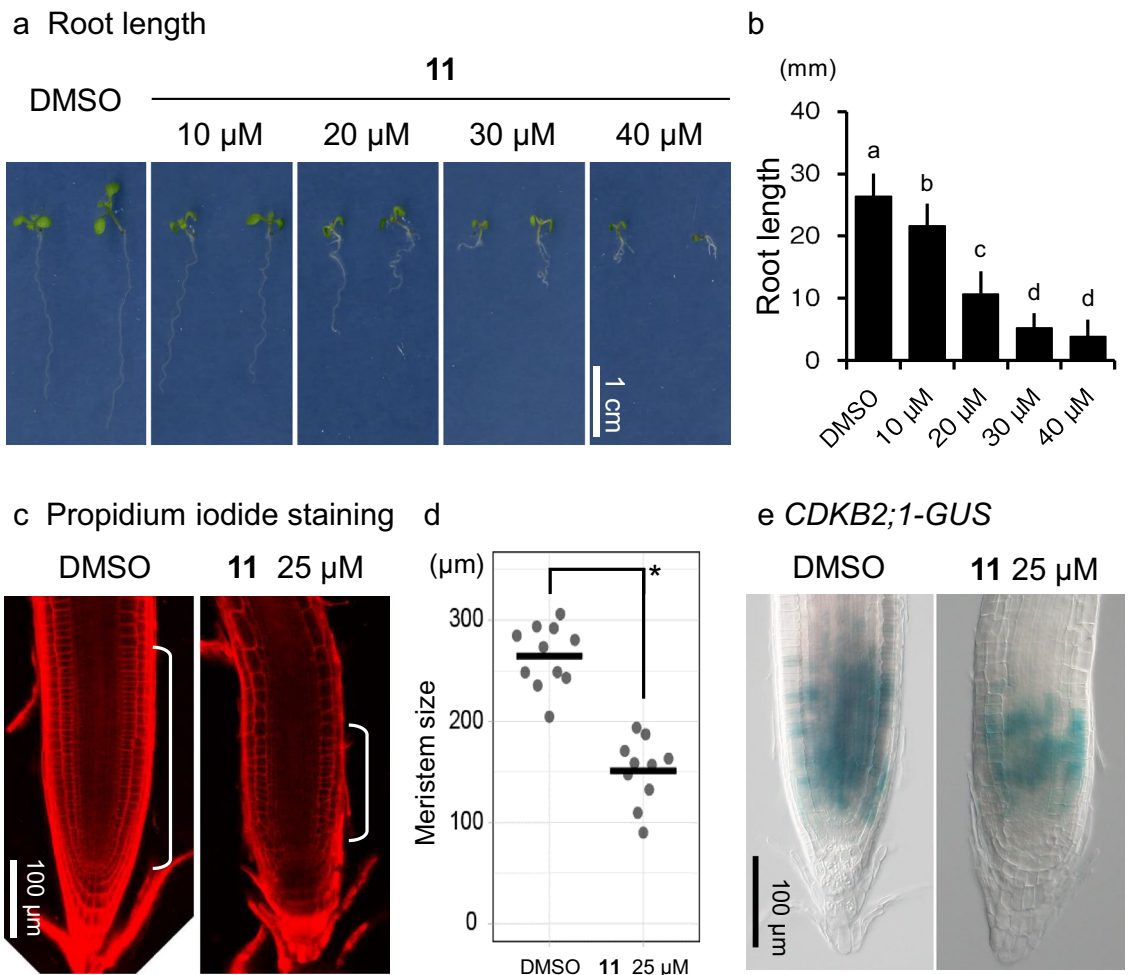 a Root length
11
DMSO
10 µM 20 µM 30 µM 40 µM
1 cm
b
(mm)
Root length
40
30
20
10
0
a
b
c
d
d
DMSO
10 µM
20 µM
30 µM
40 µM
c Propidium iodide staining
DMSO 11 25 µM
100 µm
d
(µm)
*
Meristem size
300
200
100
0
DMSO 11 25 µM
e CDKB2;1-GUS
DMSO 11 25 µM
100 µm